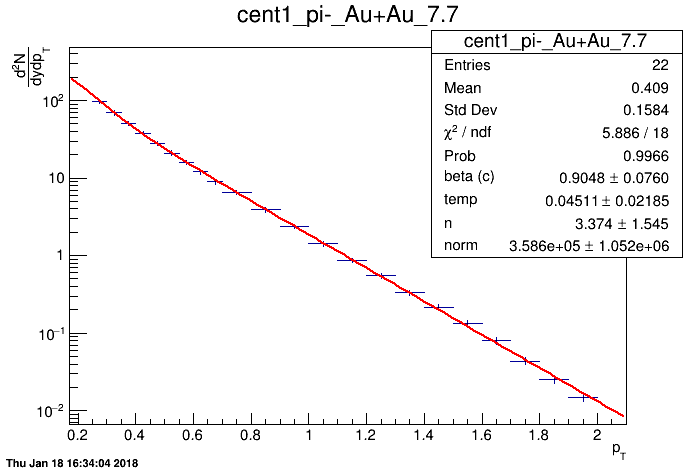 cent1_pi-_Au+Au_7.7
cent1_pi-_Au+Au_7.7
Entries 22
Mean 0.409
Std Dev 0.1584
χ² / ndf 5.886 / 18
Prob 0.9966
beta (c) 0.9048 ± 0.0760
temp 0.04511 ± 0.02185
n 3.374 ± 1.545
norm 3.586e+05 ± 1.052e+06
d²N
dydp_T
10²
10
1
10⁻¹
10⁻²
0.2 0.4 0.6 0.8 1 1.2 1.4 1.6 1.8 2
p_T
Thu Jan 18 16:34:04 2018